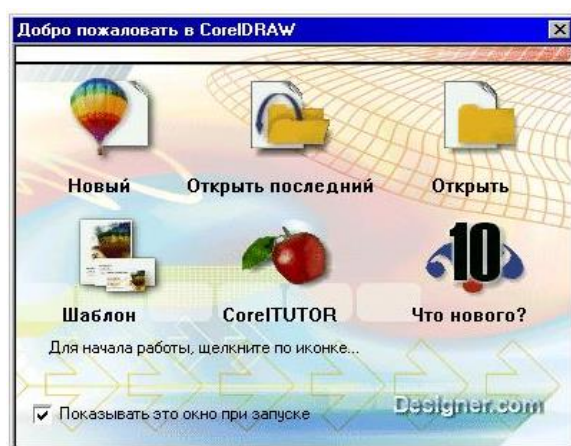 Добро пожаловать в CorelDRAW
Новый Открыть последний Открыть
10
Шаблон CorelTUTOR Что нового?
Для начала работы, щелкните по иконке...
Показывать это окно при запуске
Designer.com